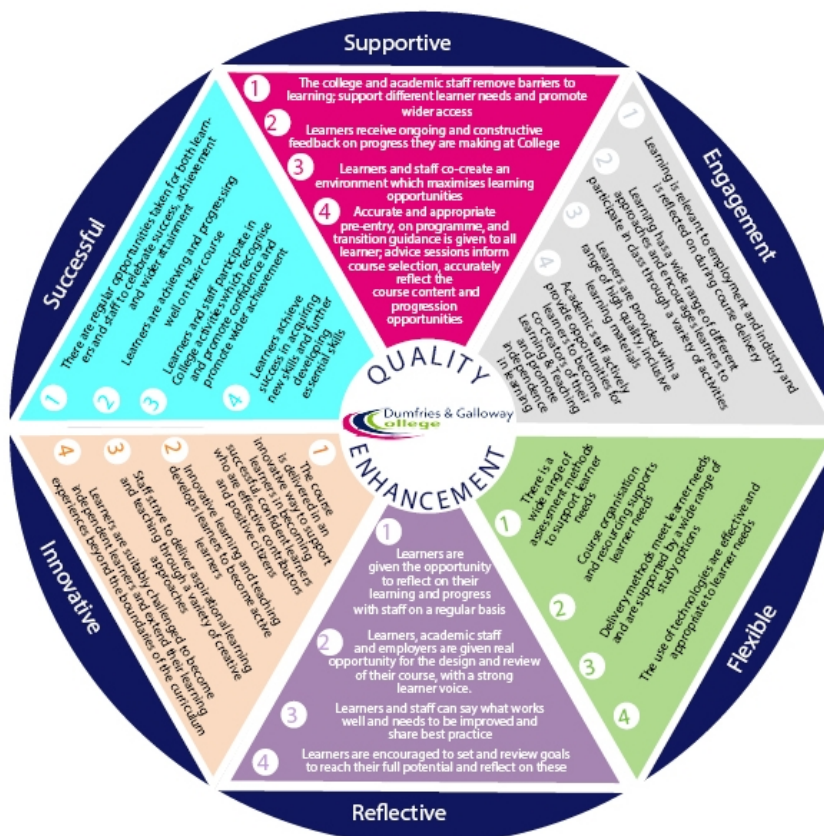 Supportive
1
The college and academic staff remove barriers to
learning; support different learner needs and promote
wider access
2
Learners receive ongoing and constructive
feedback on progress they are making at College
3
Learners and staff co-create an
environment which maximises learning
opportunities
4
Accurate and appropriate
pre-entry, on programme, and
transition guidance is given to all
learner; advice sessions inform
course selection, accurately
reflect the
course content and
progression
opportunities
Engagement
1
Learning is relevant to employment and industry and
is reflected on during course delivery
2
Learning has a wide range of different
approaches and encourages learners to
participate in class through a variety of activities
3
Learners are provided with a
range of high quality, inclusive
learning materials
4
Academic staff actively
provide opportunities for
learners to become
co-creators of their
Learning & Teaching
and promote
independence
in learning
Flexible
1
There is a
wide range of
assessment methods
to support learner
needs
2
Course organisation
and resourcing supports
learner needs
3
Delivery methods meet learner needs
and are supported by a wide range of
study options
4
The use of technologies are effective and
appropriate to learner needs
Reflective
1
Learners are
given the opportunity
to reflect on their
learning and progress
with staff on a regular basis
2
Learners, academic staff
and employers are given real
opportunity for the design and review
of their course, with a strong
learner voice.
3
Learners and staff can say what works
well and needs to be improved and
share best practice
4
Learners are encouraged to set and review goals
to reach their full potential and reflect on these
Innovative
1
The course
is delivered in an
innovative way to support
learners in becoming
successful, confident learners
who are effective contributors
and positive citizens
2
Innovative learning and teaching
develops learners to become active
learners
3
Staff strive to deliver aspirational learning
and teaching through a variety of creative
approaches
4
Learners are suitably challenged to become
independent learners and extend their learning
experiences beyond the boundaries of the curriculum
Successful
1
There are regular opportunities taken for both learn-
ers and staff to celebrate success, achievement
and wider attainment
2
Learners are achieving and progressing
well on their course
3
Learners and staff participate in
College activities which recognise
and promote confidence and
promote wider achievement
4
Learners achieve
success in acquiring
new skills and further
developing
essential skills
QUALITY
Dumfries & Galloway
College
ENHANCEMENT